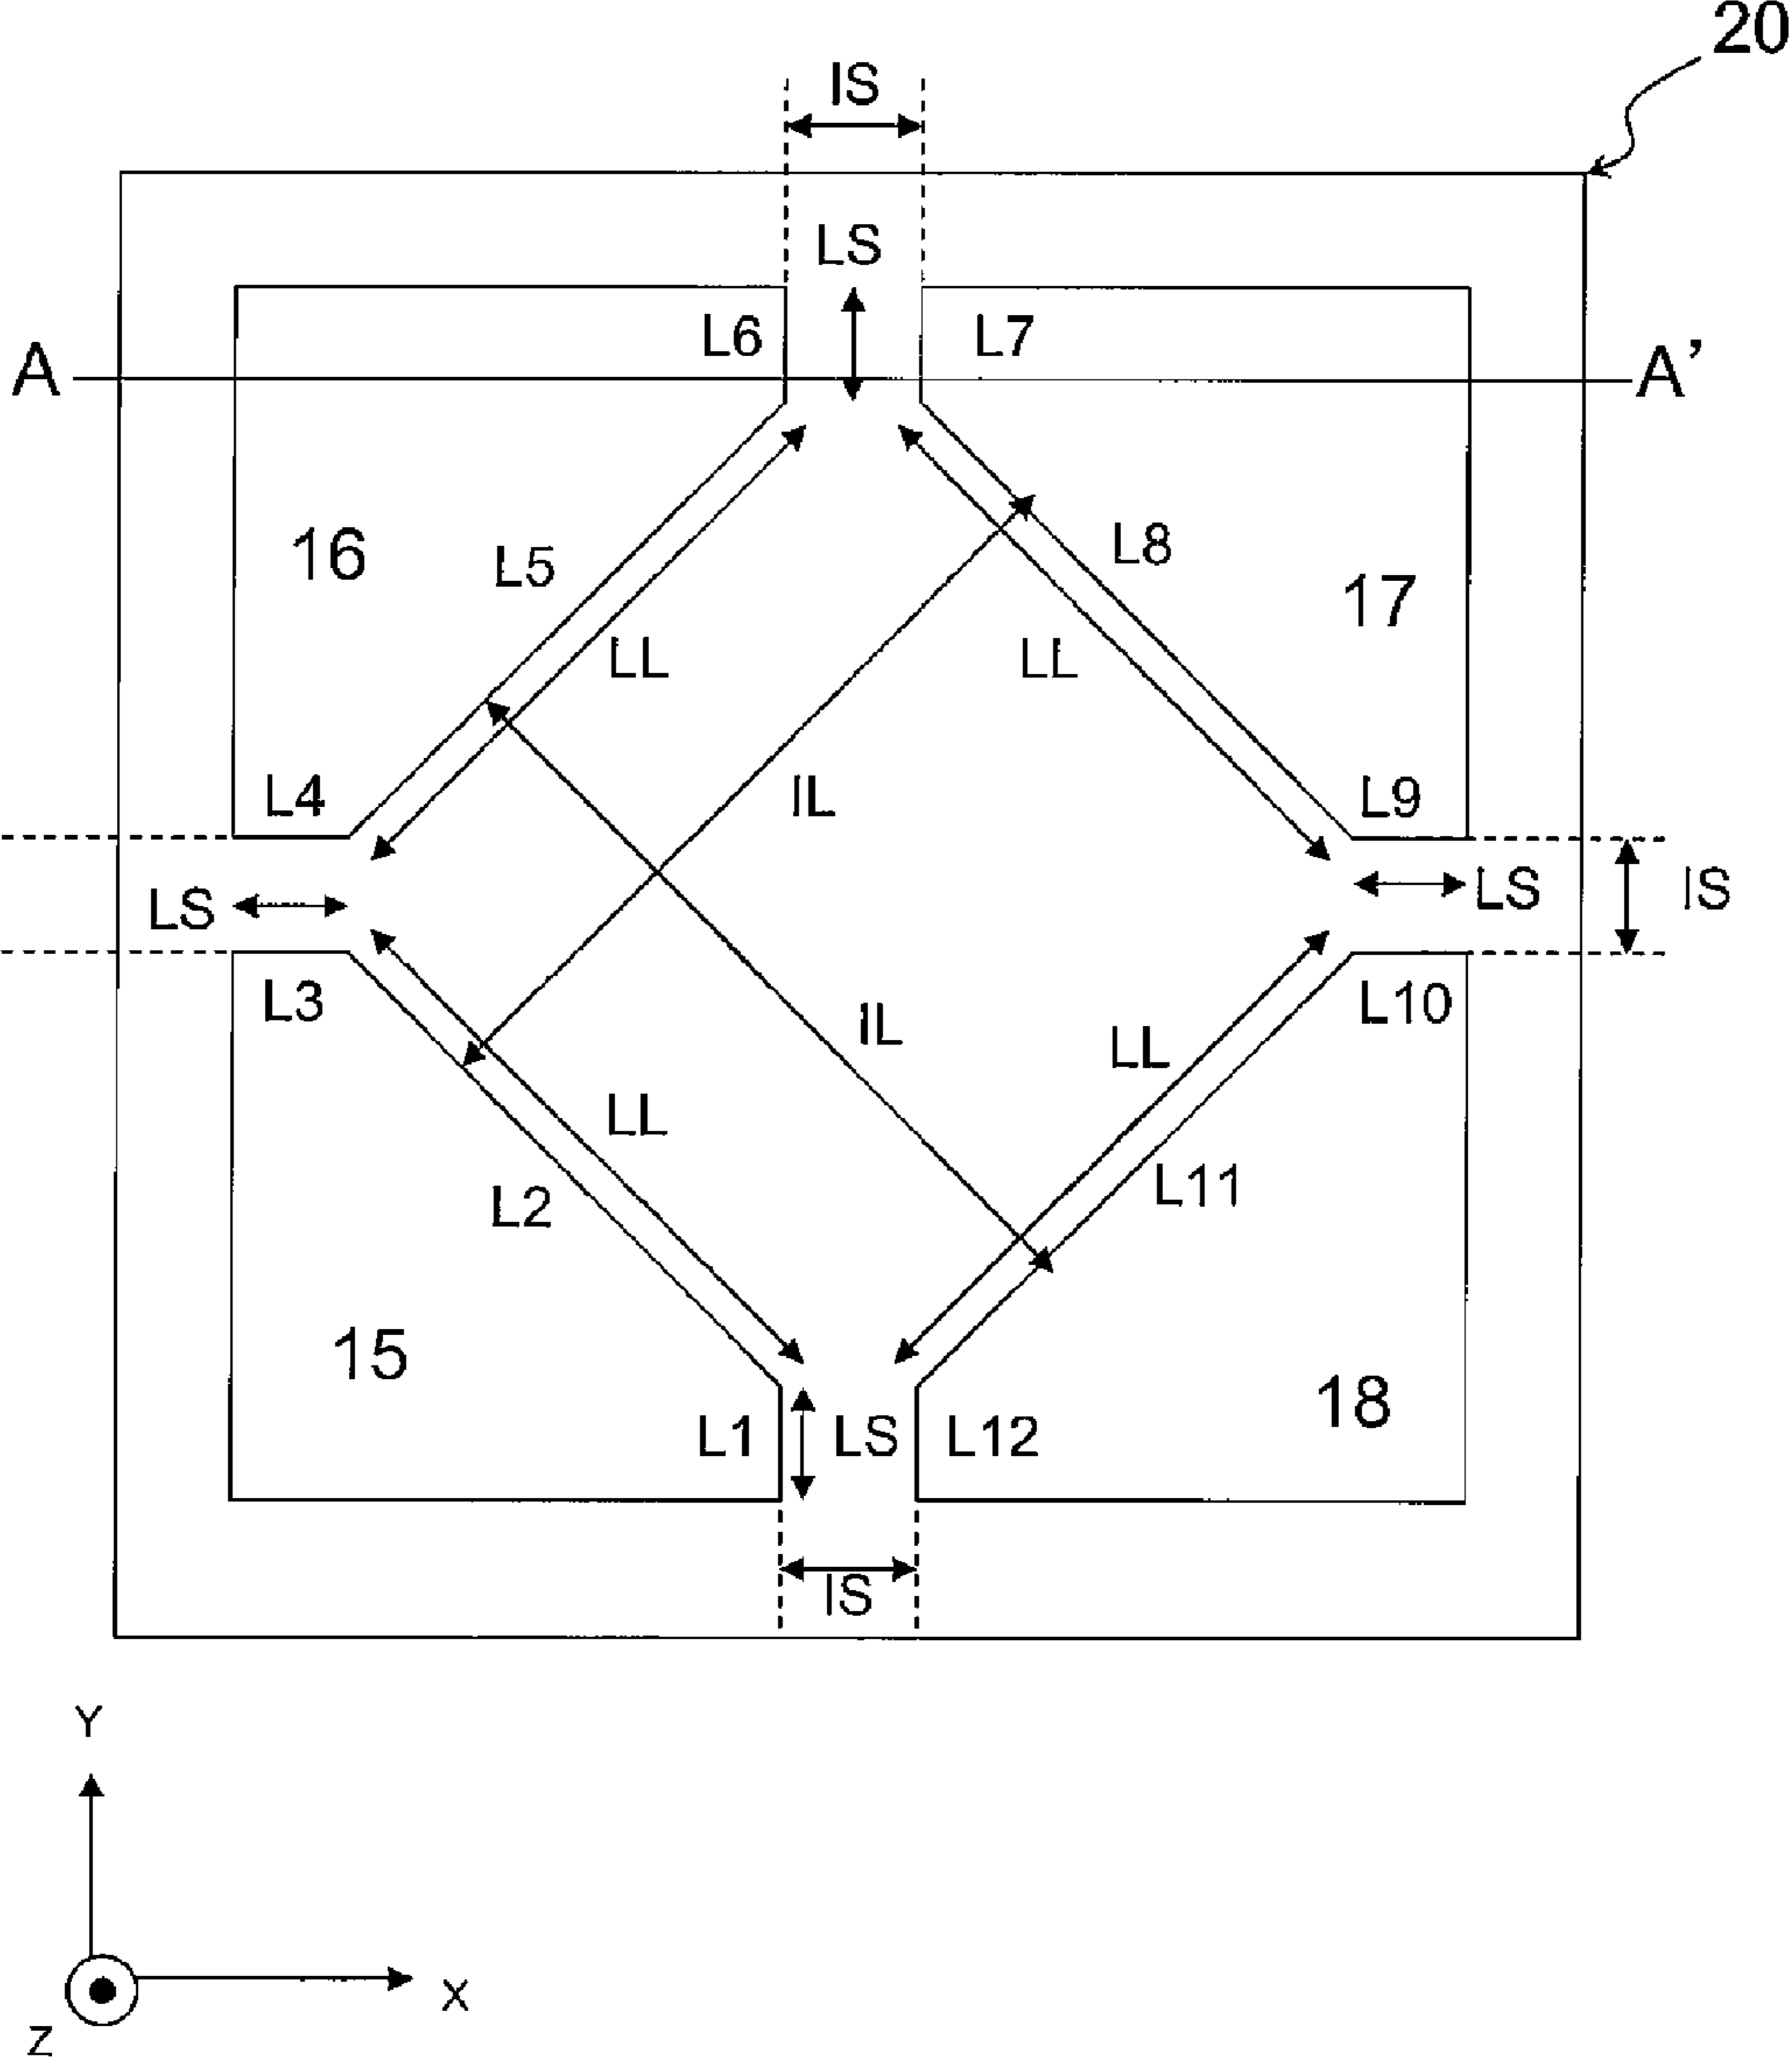 20
IS
LS
L6 L7
A A’
16 L5 L8 17
LL LL
L4 IL L9
LS LS IS
L3 IL L10
LL LL
L2 L11
15 18
L1 LS L12
IS
Y
X
Z